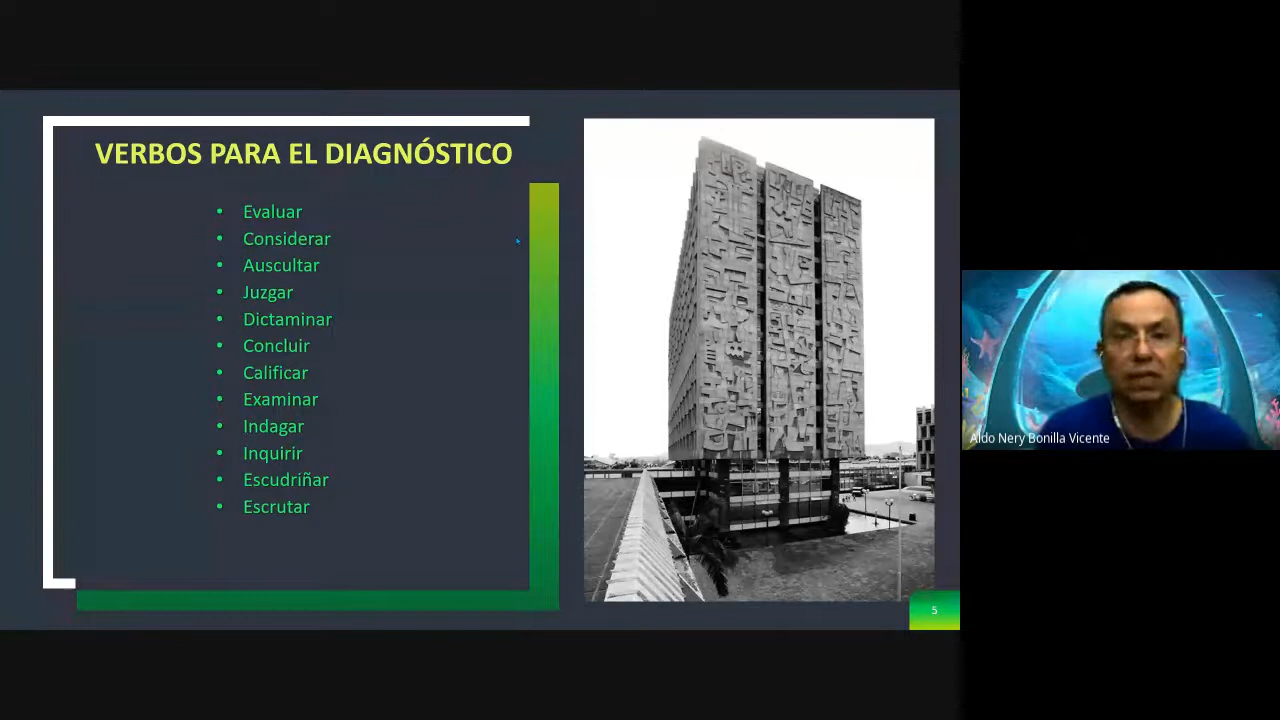 VERBOS PARA EL DIAGNÓSTICO
• Evaluar
• Considerar
• Auscultar
• Juzgar
• Dictaminar
• Concluir
• Calificar
• Examinar
• Indagar
• Inquirir
• Escudriñar
• Escrutar
5
Aldo Nery Bonilla Vicente